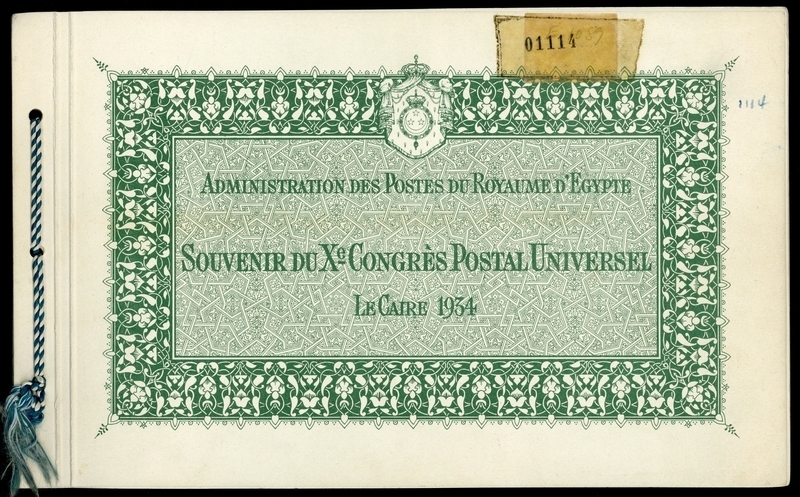 01114
1114
ADMINISTRATION DES POSTES DU ROYAUME D'EGYPTE
SOUVENIR DU Xᵉ CONGRÈS POSTAL UNIVERSEL
LE CAIRE 1934